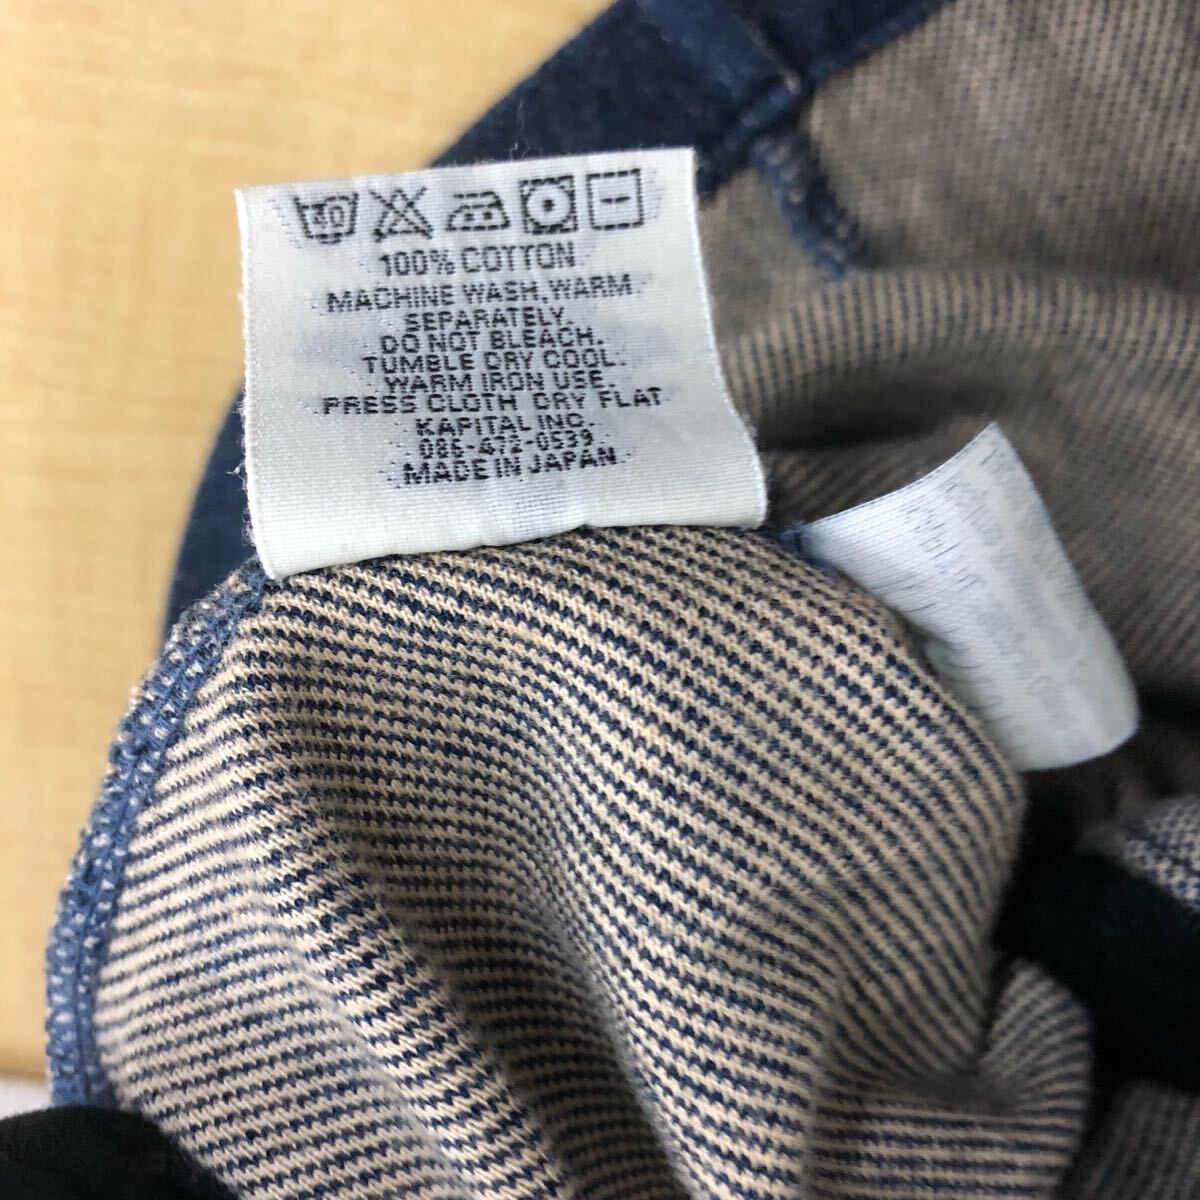 40
100% COTTON
MACHINE WASH, WARM
SEPARATELY.
DO NOT BLEACH.
TUMBLE DRY COOL.
WARM IRON USE.
PRESS CLOTH DRY FLAT
KAPITAL INC.
086-472-0539
MADE IN JAPAN